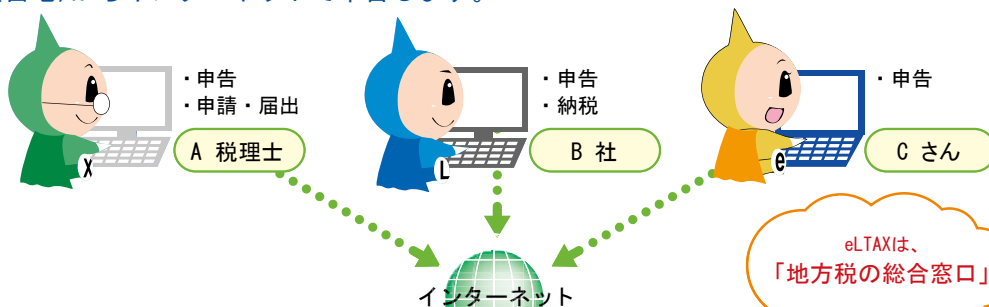 ・申告
・申請・届出
A 税理士
X
・申告
・納税
B 社
L
・申告
C さん
e
eLTAXは、
「地方税の総合窓口」
インターネット